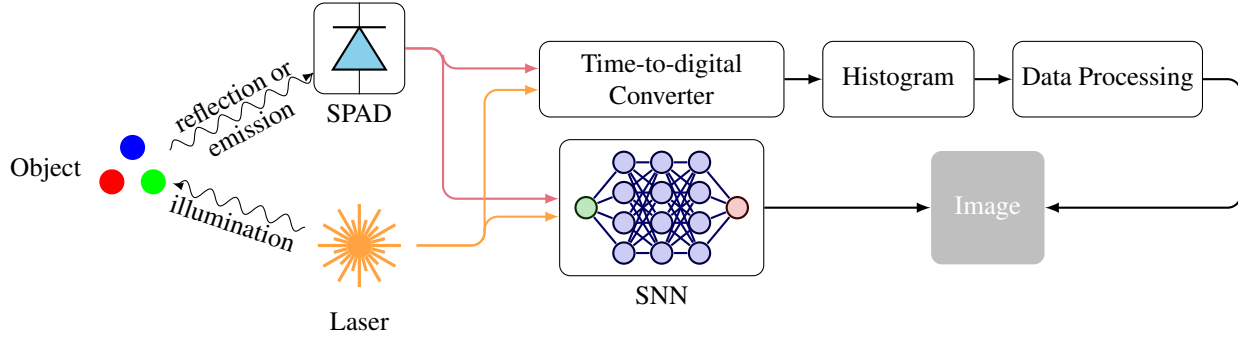 reflection or
emission
SPAD
Time-to-digital
Converter
Histogram
Data Processing
Object
illumination
Image
SNN
Laser